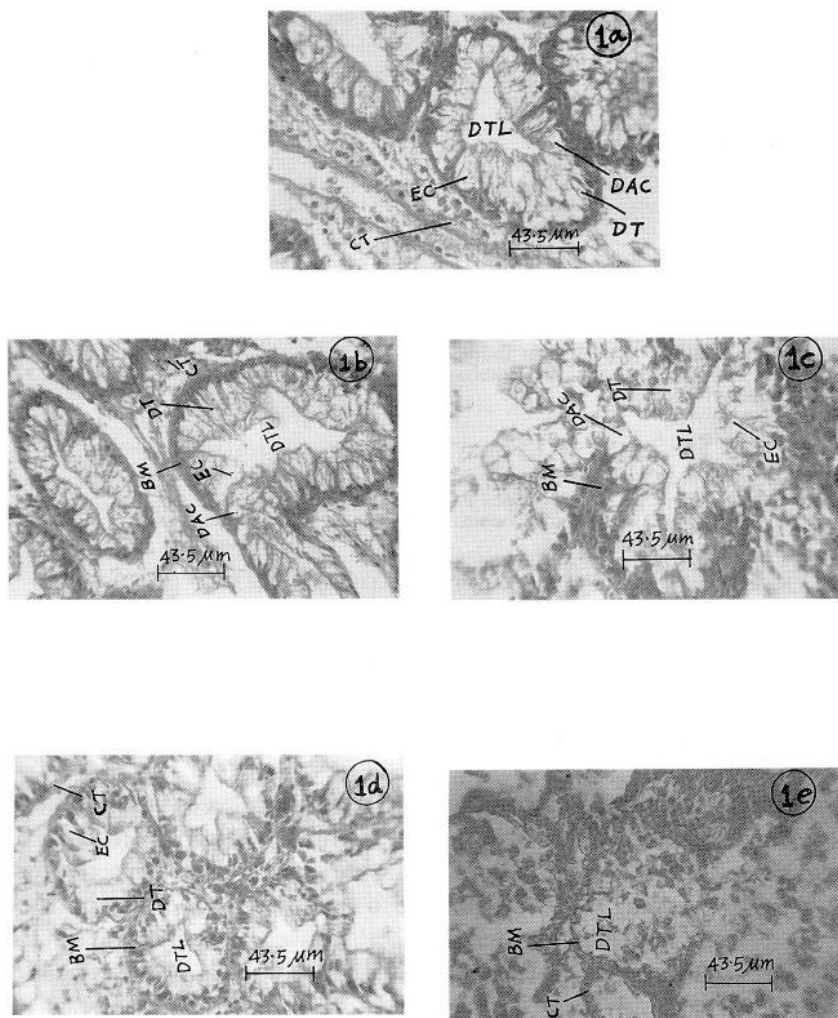 1a
DTL
DAC
EC
DT
CT
43.5 μm
1b
CT
DT
DTL
BM
EC
DAC
43.5 μm
1c
DT
DAC
DTL
EC
BM
43.5 μm
1d
CT
EC
DT
BM
DTL
43.5 μm
1e
DTL
BM
CT
43.5 μm